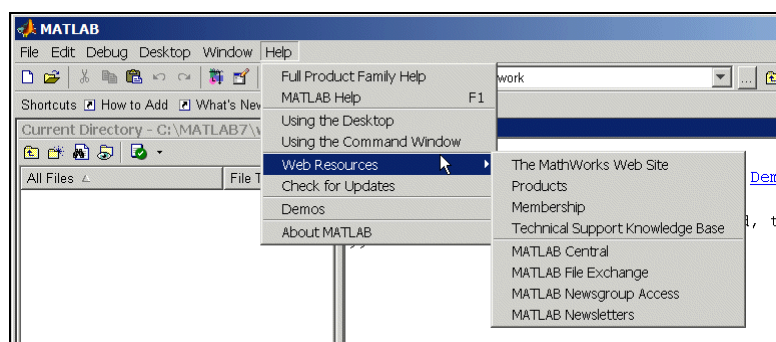 MATLAB
File Edit Debug Desktop Window Help
work
...
Shortcuts How to Add What's New
Current Directory - C:\MATLAB7\
All Files
File
Full Product Family Help
MATLAB Help F1
Using the Desktop
Using the Command Window
Web Resources
Check for Updates
Demos
About MATLAB
The MathWorks Web Site
Products
Membership
Technical Support Knowledge Base
MATLAB Central
MATLAB File Exchange
MATLAB Newsgroup Access
MATLAB Newsletters